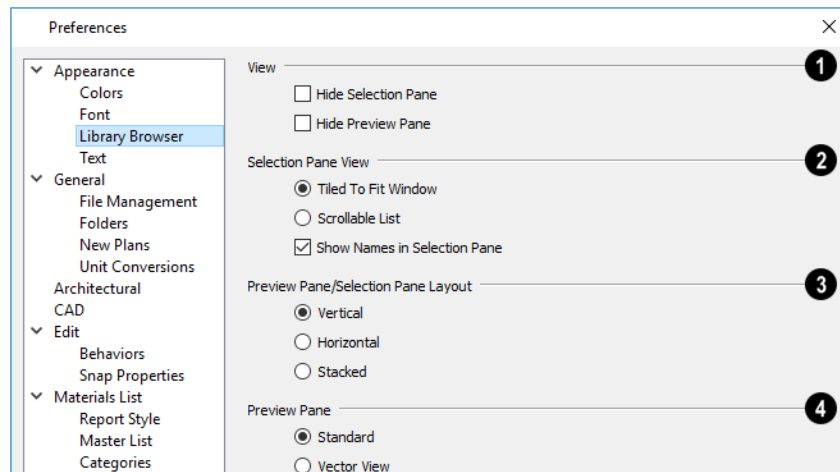 Preferences
Appearance
Colors
Font
Library Browser
Text
General
File Management
Folders
New Plans
Unit Conversions
Architectural
CAD
Edit
Behaviors
Snap Properties
Materials List
Report Style
Master List
Categories
View
1
Hide Selection Pane
Hide Preview Pane
Selection Pane View
2
Tiled To Fit Window
Scrollable List
Show Names in Selection Pane
Preview Pane/Selection Pane Layout
3
Vertical
Horizontal
Stacked
Preview Pane
4
Standard
Vector View